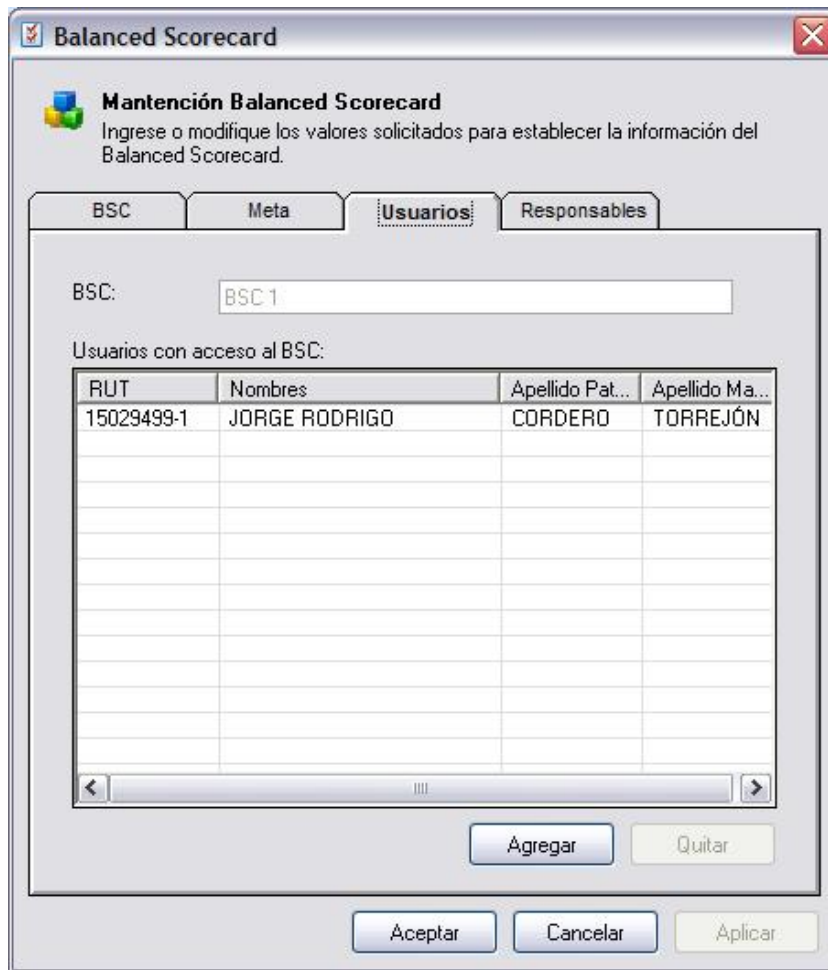 Balanced Scorecard
Mantención Balanced Scorecard
Ingrese o modifique los valores solicitados para establecer la información del
Balanced Scorecard.
BSC Meta Usuarios Responsables
BSC: BSC 1
Usuarios con acceso al BSC:
RUT Nombres Apellido Pat... Apellido Ma...
15029499-1 JORGE RODRIGO CORDERO TORREJÓN
Agregar Quitar
Aceptar Cancelar Aplicar